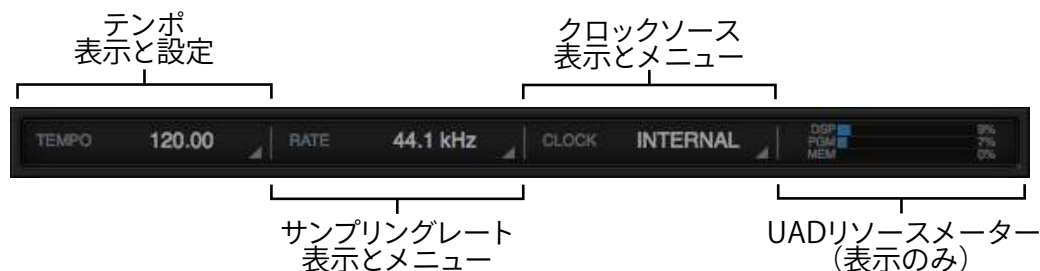 テンポ
表示と設定
クロックソース
表示とメニュー
TEMPO 120.00 RATE 44.1 kHz CLOCK INTERNAL
DSP 9%
PGM 7%
MEM 0%
サンプリングレート
表示とメニュー
UADリソースメーター
（表示のみ）